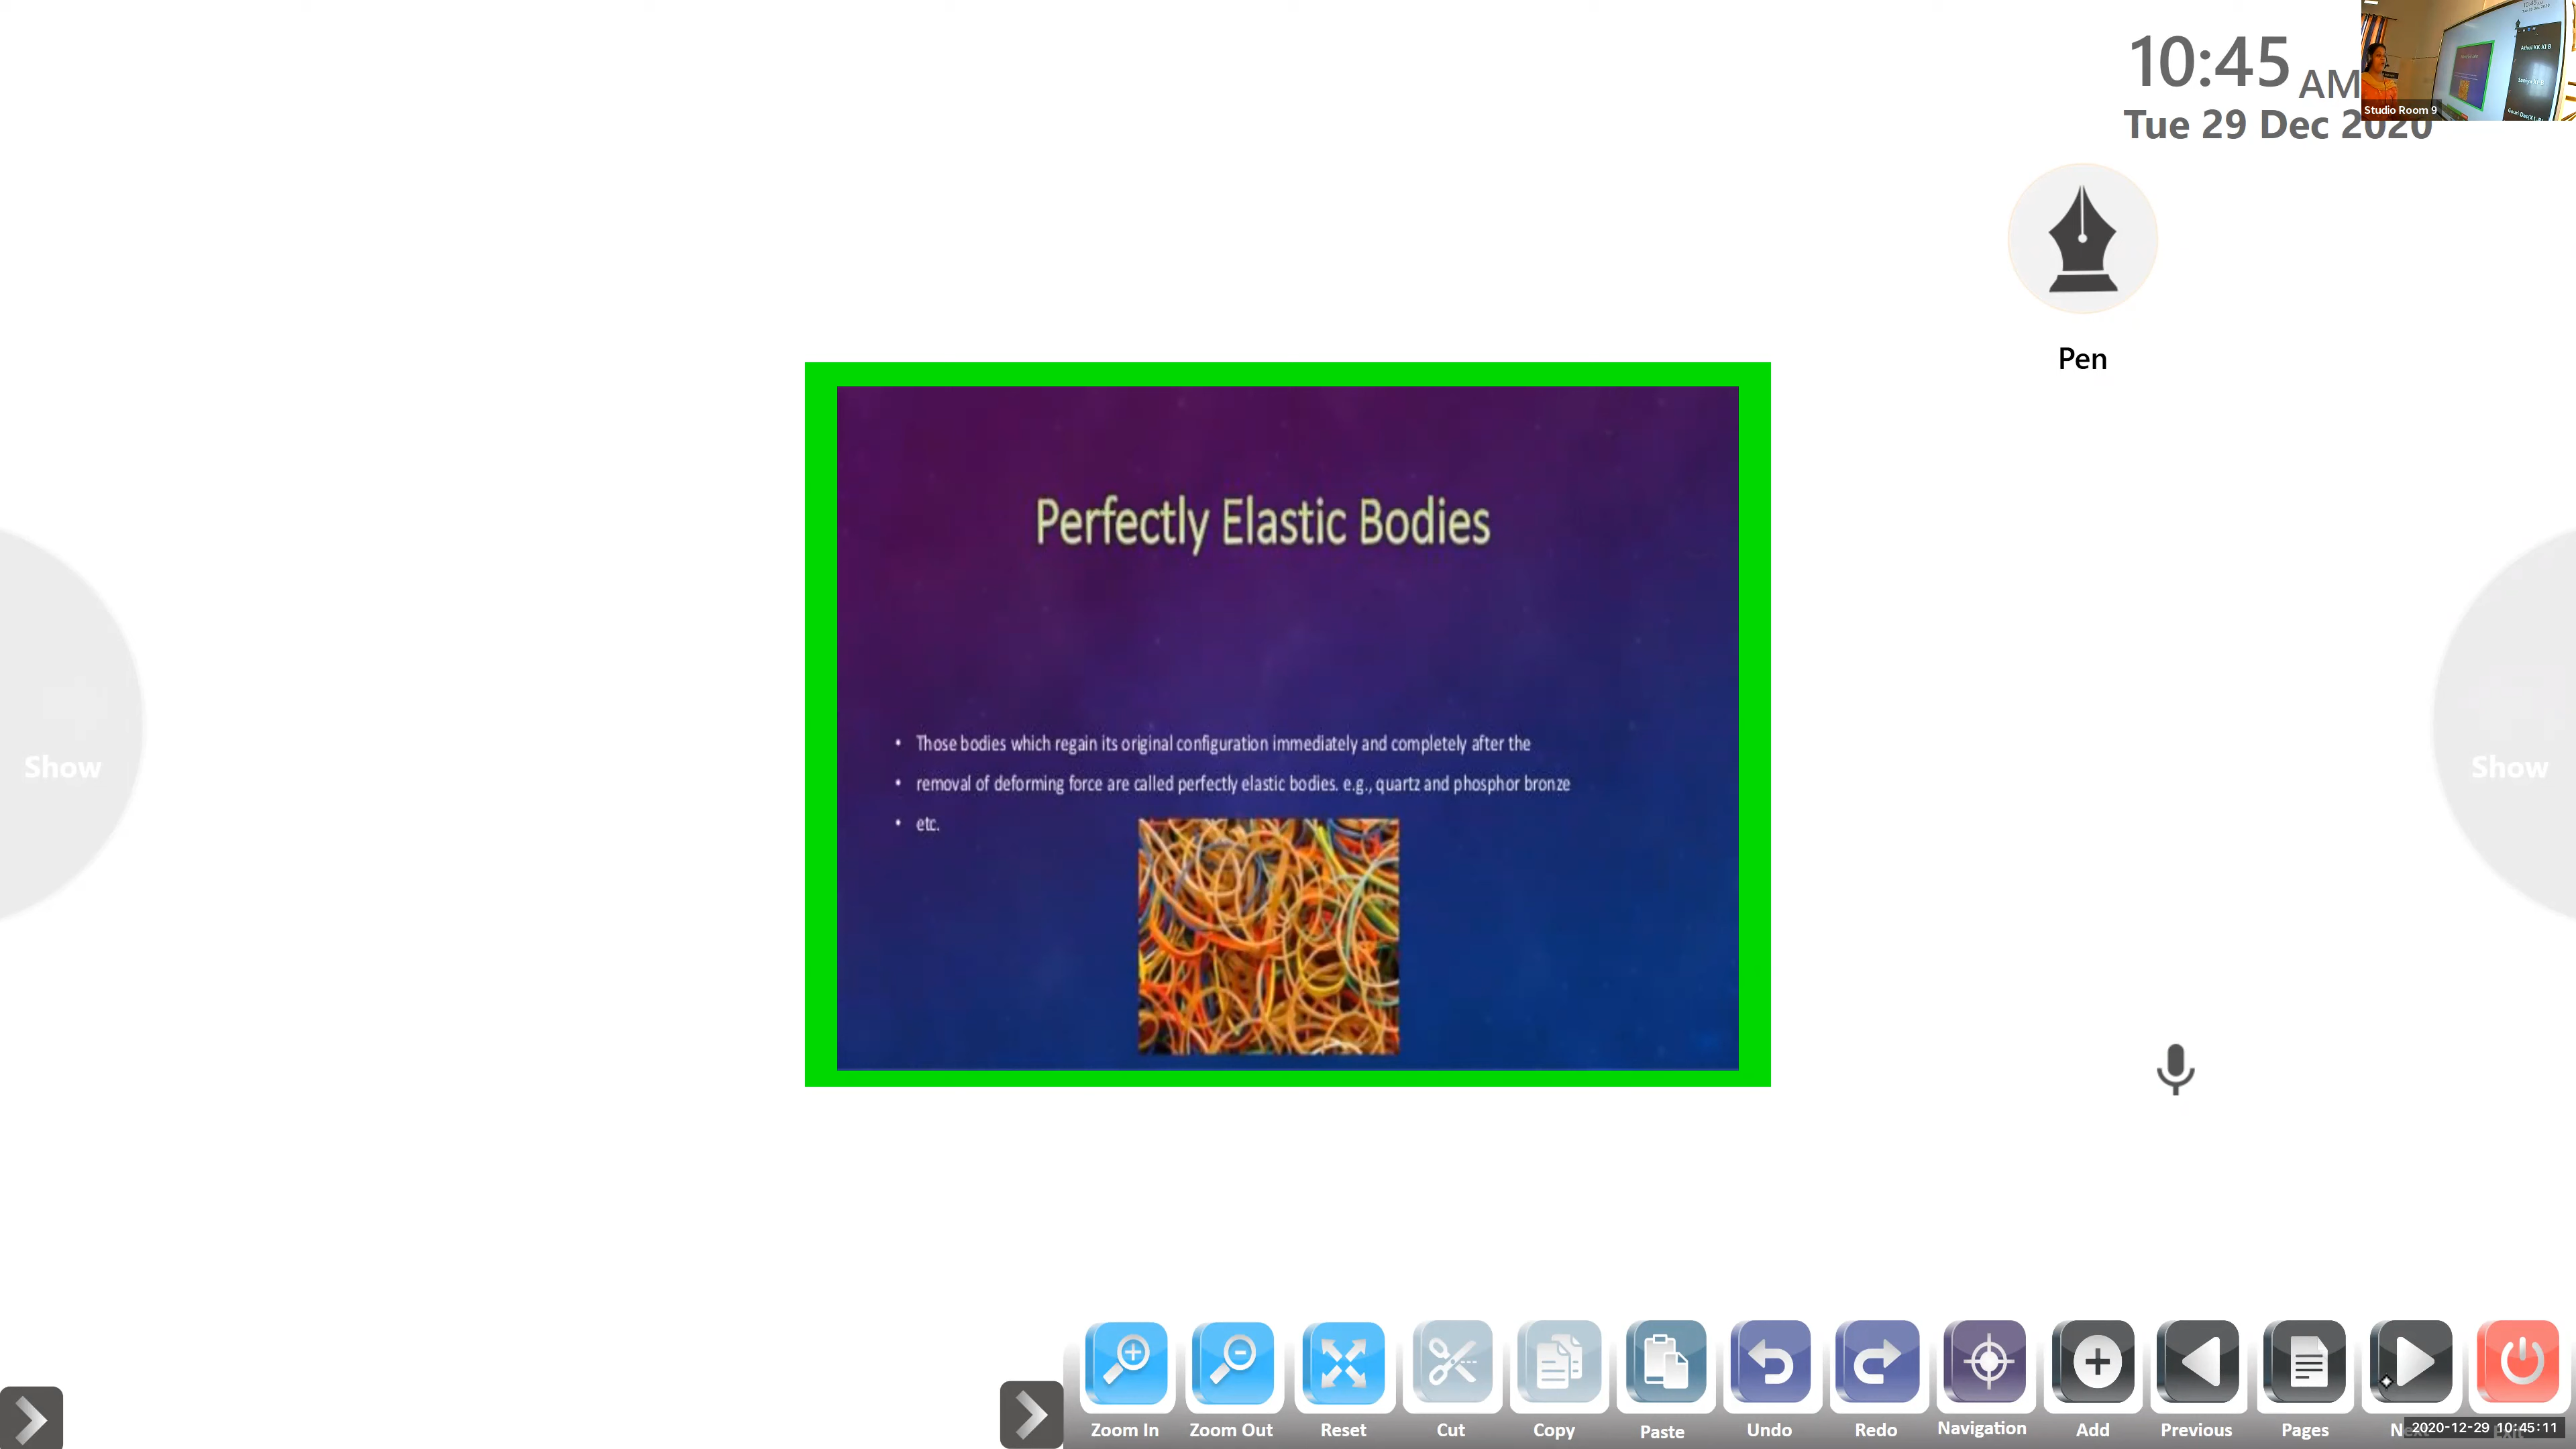 10:45 AM
Tue 29 Dec 2020
Studio Room 9
Athul KK XI B
Pen
Perfectly Elastic Bodies
• Those bodies which regain its original configuration immediately and completely after the
• removal of deforming force are called perfectly elastic bodies. e.g., quartz and phosphor bronze
• etc.
Show
Show
Zoom In Zoom Out Reset Cut Copy Paste Undo Redo Navigation Add Previous Pages
2020-12-29 10:45:11